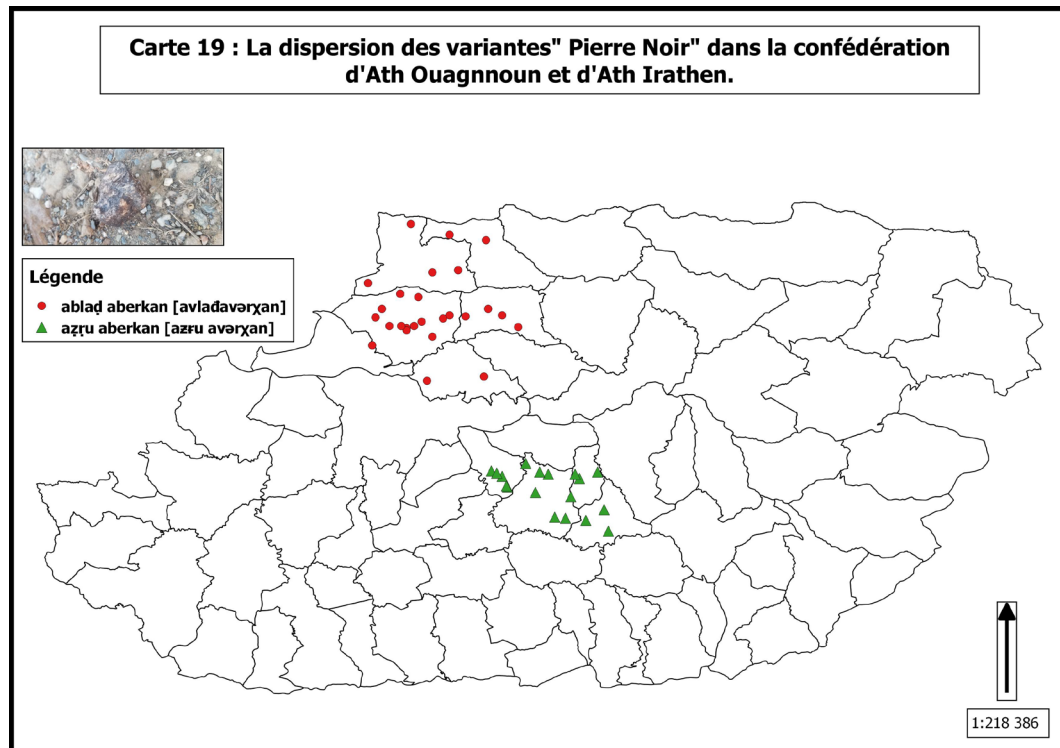 Carte 19 : La dispersion des variantes" Pierre Noir" dans la confédération
d'Ath Ouagnnoun et d'Ath Irathen.
Légende
ablaḍ aberkan [avlađavərχan]
aẓṛu aberkan [azɍu avərχan]
1:218 386